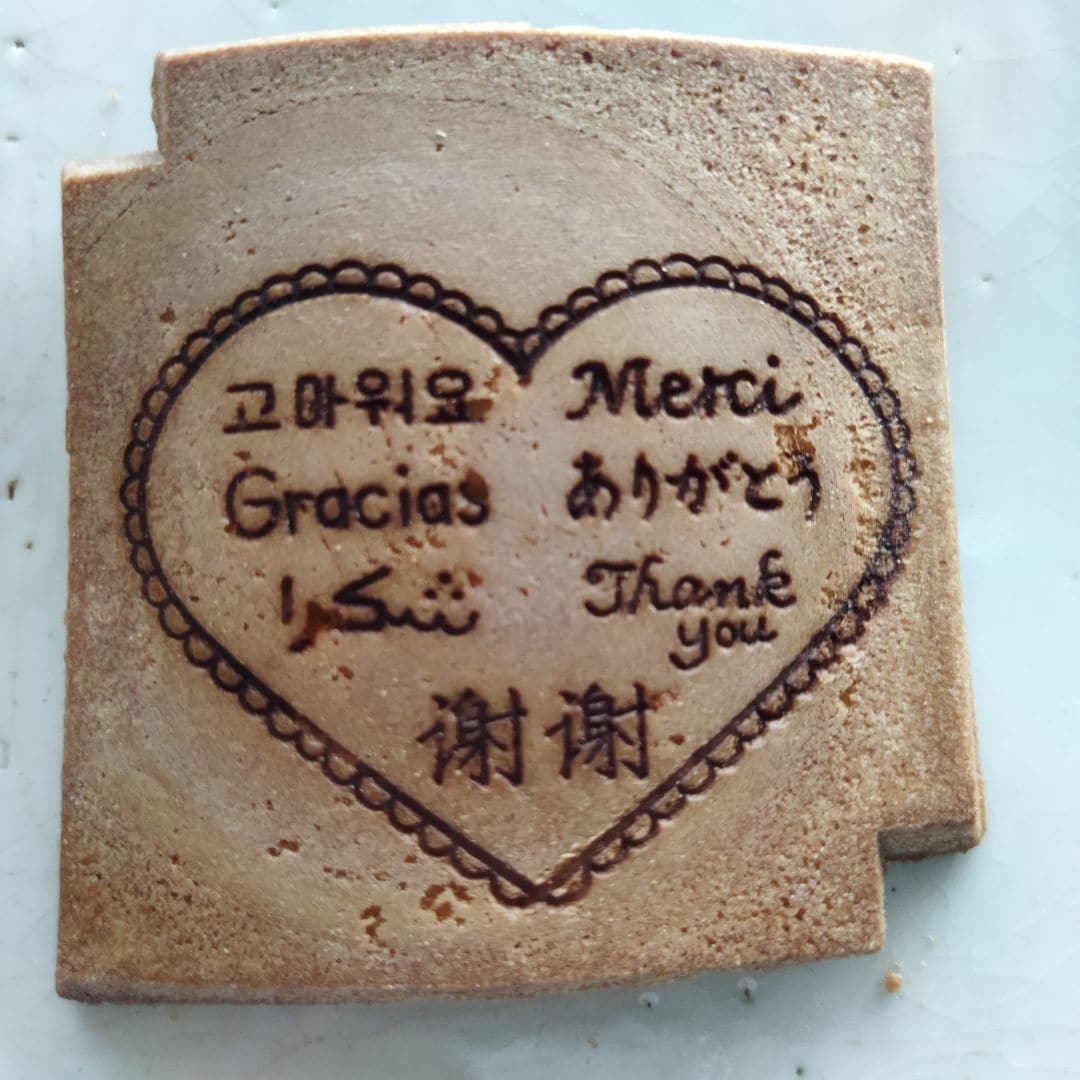 고마워요
Merci
Gracias
ありがとう
شكرا
Thank
you
谢谢